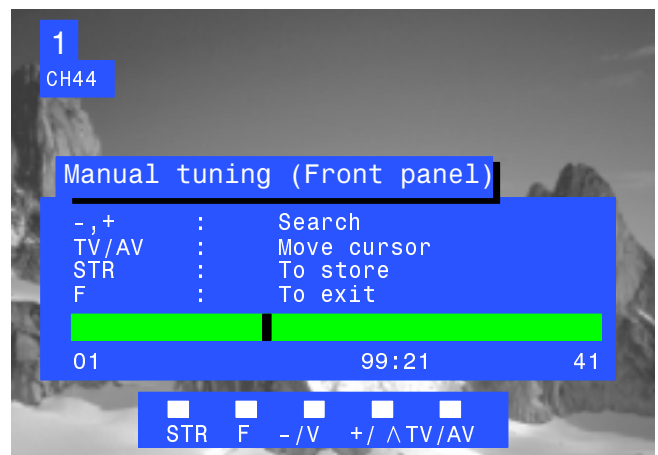 1
CH44
Manual tuning (Front panel)
-,+ : Search
TV/AV : Move cursor
STR : To store
F : To exit
01 99:21 41
STR F -/V +/ΛTV/AV